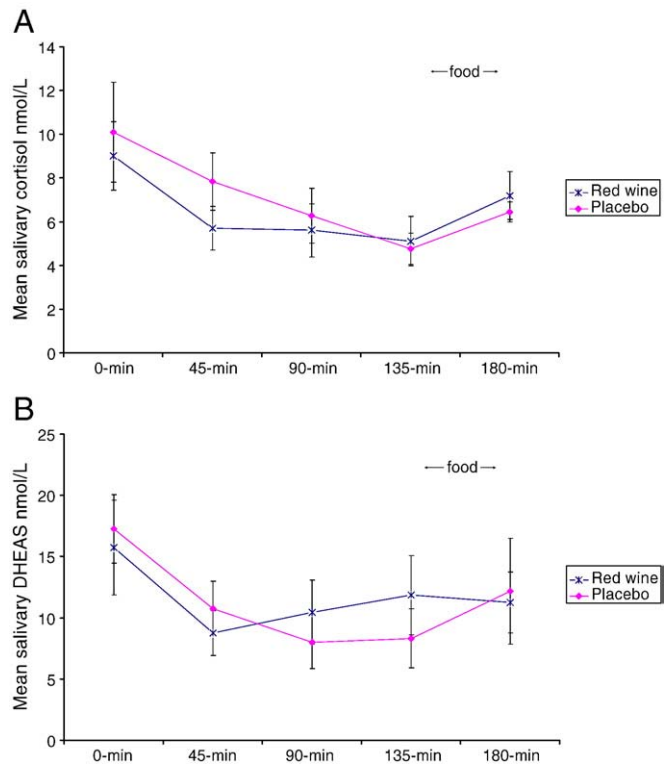 A
Mean salivary cortisol nmol/L
14
12
10
8
6
4
2
0
←food→
Red wine
Placebo
0-min 45-min 90-min 135-min 180-min
B
Mean salivary DHEAS nmol/L
25
20
15
10
5
0
←food→
Red wine
Placebo
0-min 45-min 90-min 135-min 180-min